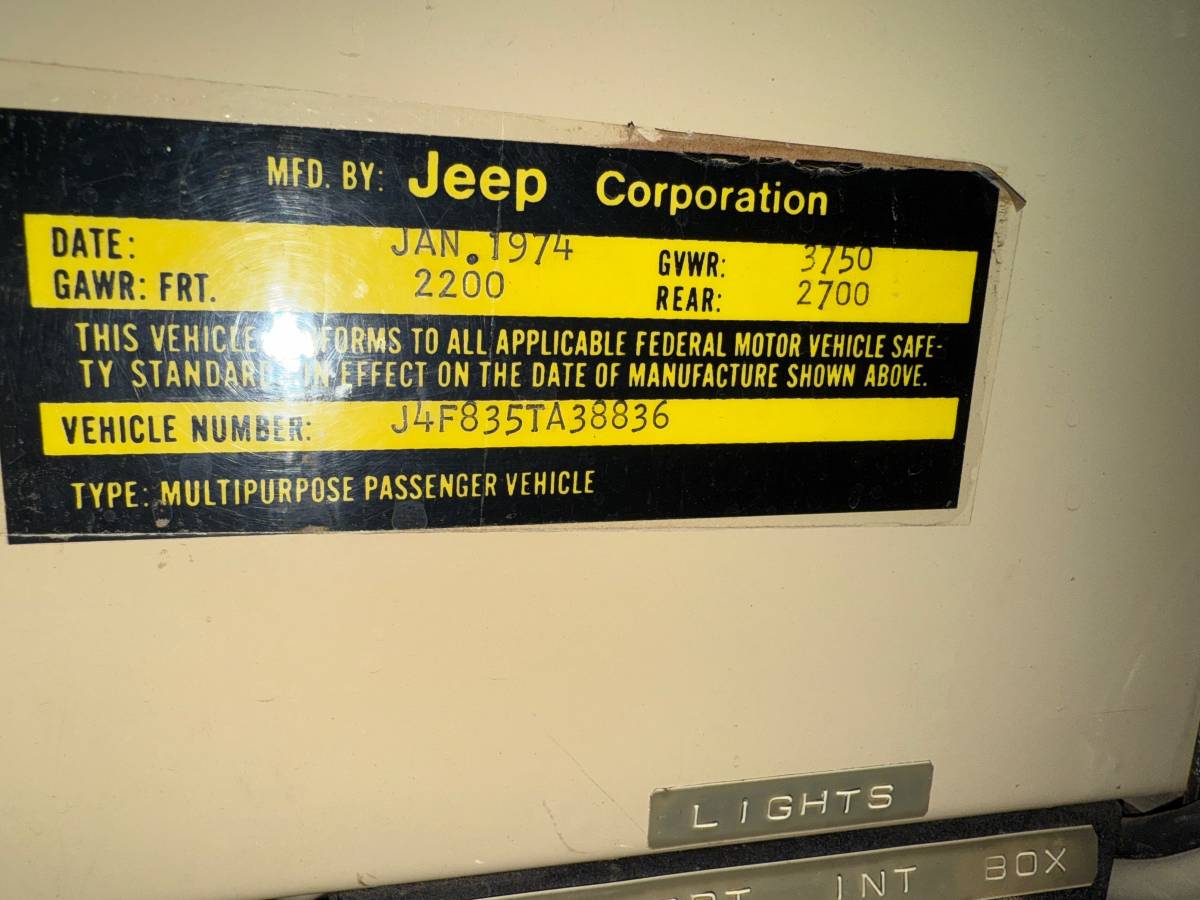 MFD. BY: Jeep Corporation
DATE: JAN. 1974 GVWR: 3750
GAWR: FRT. 2200 REAR: 2700
THIS VEHICLE TO ALL APPLICABLE FEDERAL MOTOR VEHICLE SAFE-
TY IN EFFECT ON THE DATE OF MANUFACTURE SHOWN ABOVE.
VEHICLE NUMBER: J4F835TA38836
TYPE: MULTIPURPOSE PASSENGER VEHICLE
LIGHTS
INT BOX